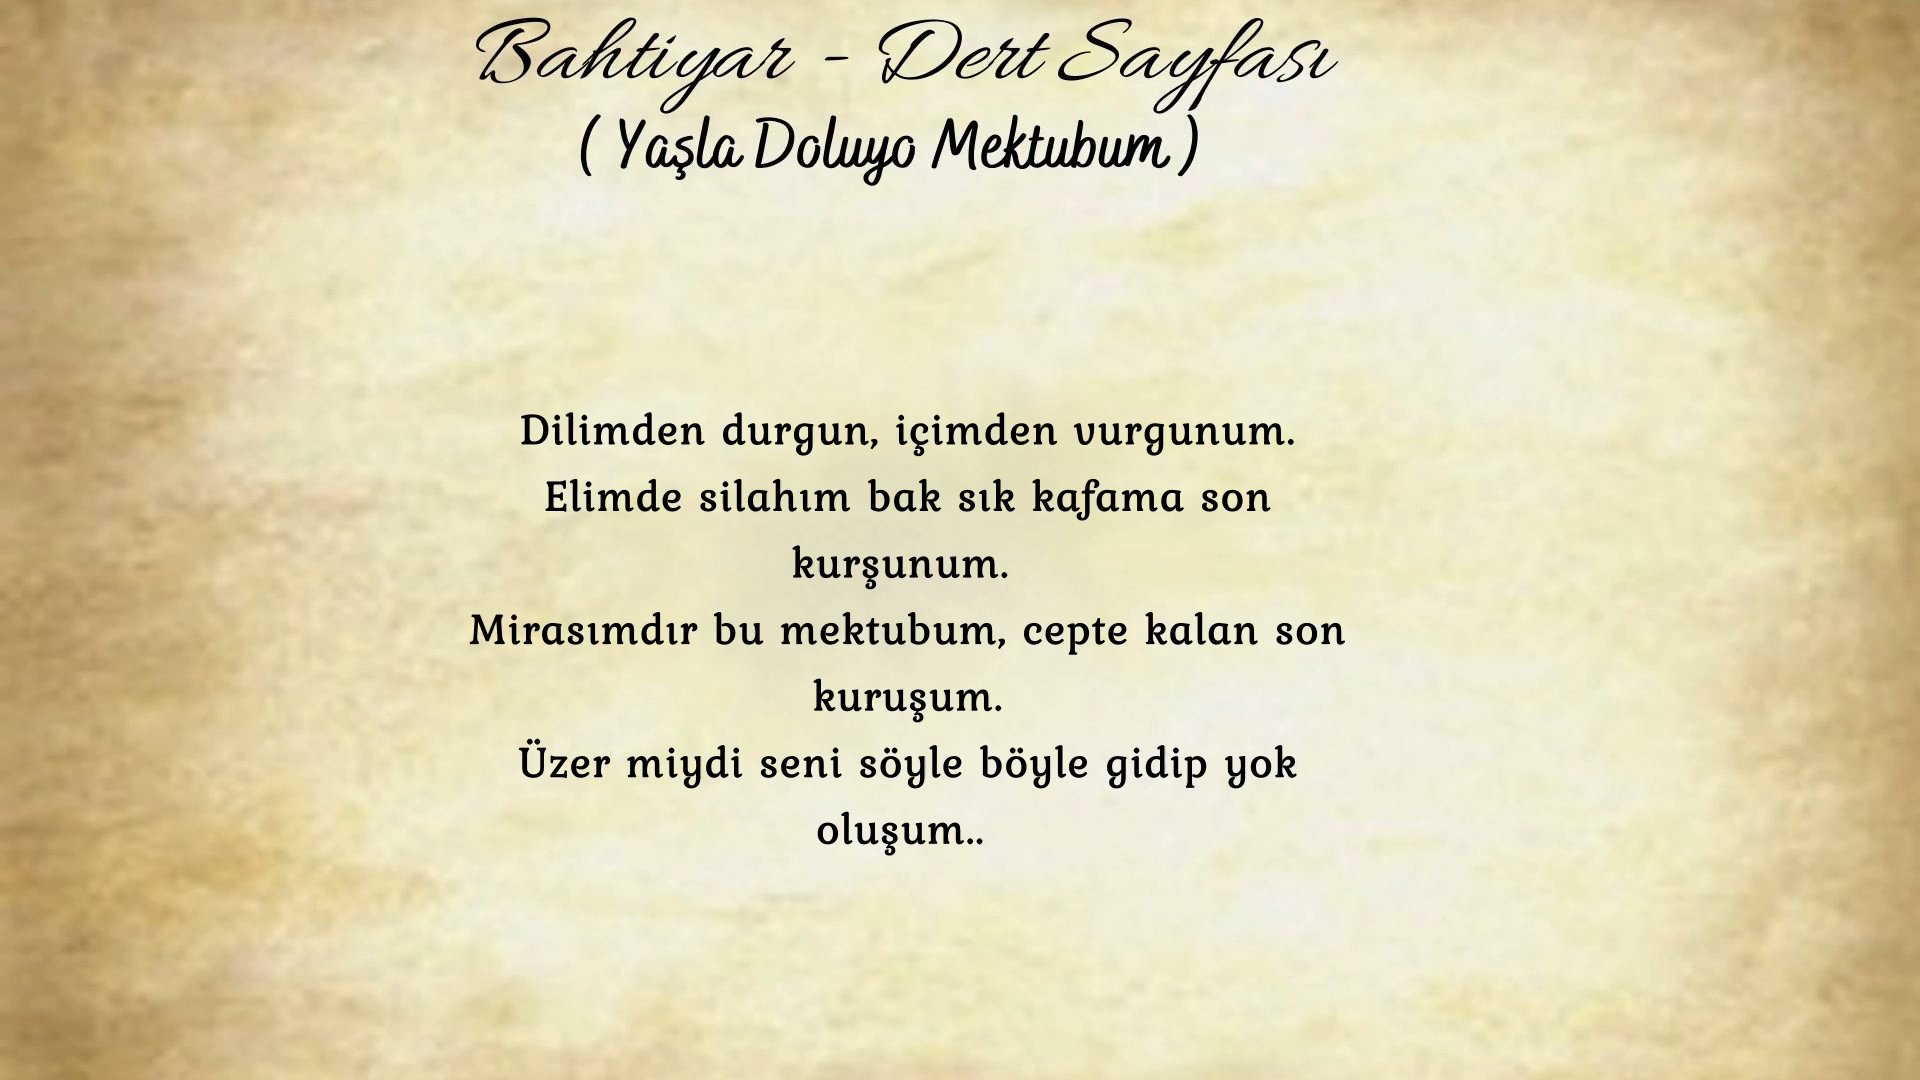 Bahtiyar - Dert Sayfası
( Yaşla Doluyo Mektubum )
Dilimden durgun, içimden vurgunum.
Elimde silahım bak sık kafama son
kurşunum.
Mirasımdır bu mektubum, cepte kalan son
kuruşum.
Üzer miydi seni söyle böyle gidip yok
oluşum..